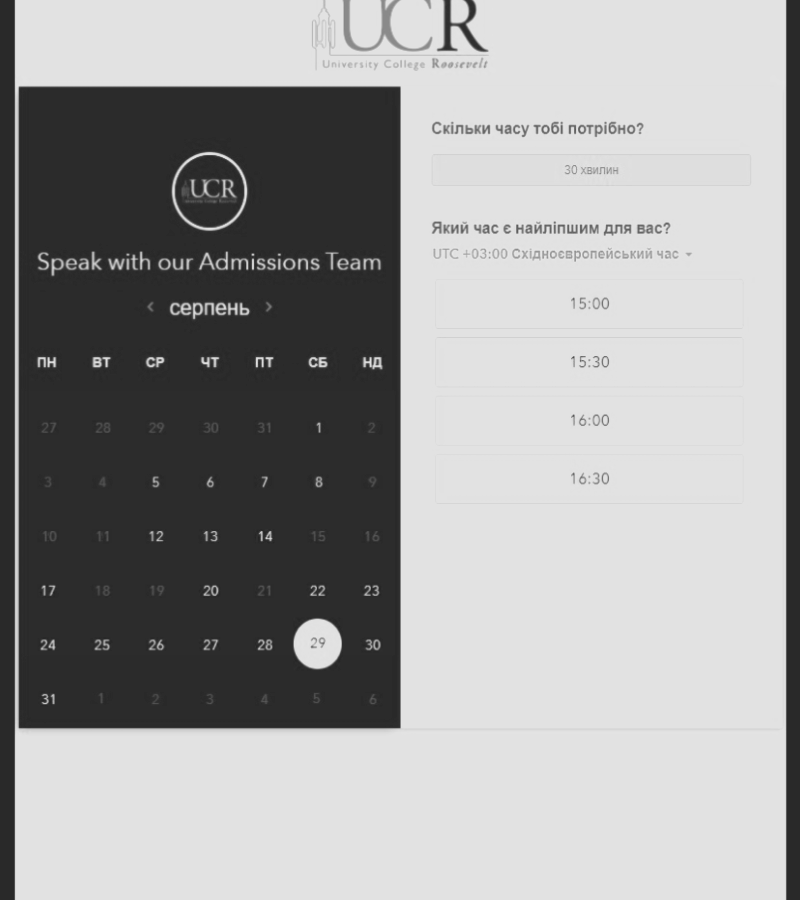 UCR
University College Roosevelt
UCR
Speak with our Admissions Team
серпень
ПН ВТ СР ЧТ ПТ СБ НД
27 28 29 30 31 1 2
3 4 5 6 7 8 9
10 11 12 13 14 15 16
17 18 19 20 21 22 23
24 25 26 27 28 29 30
31 1 2 3 4 5 6
Скільки часу тобі потрібно?
30 хвилин
Який час є найліпшим для вас?
UTC +03:00 Східноєвропейський час
15:00
15:30
16:00
16:30